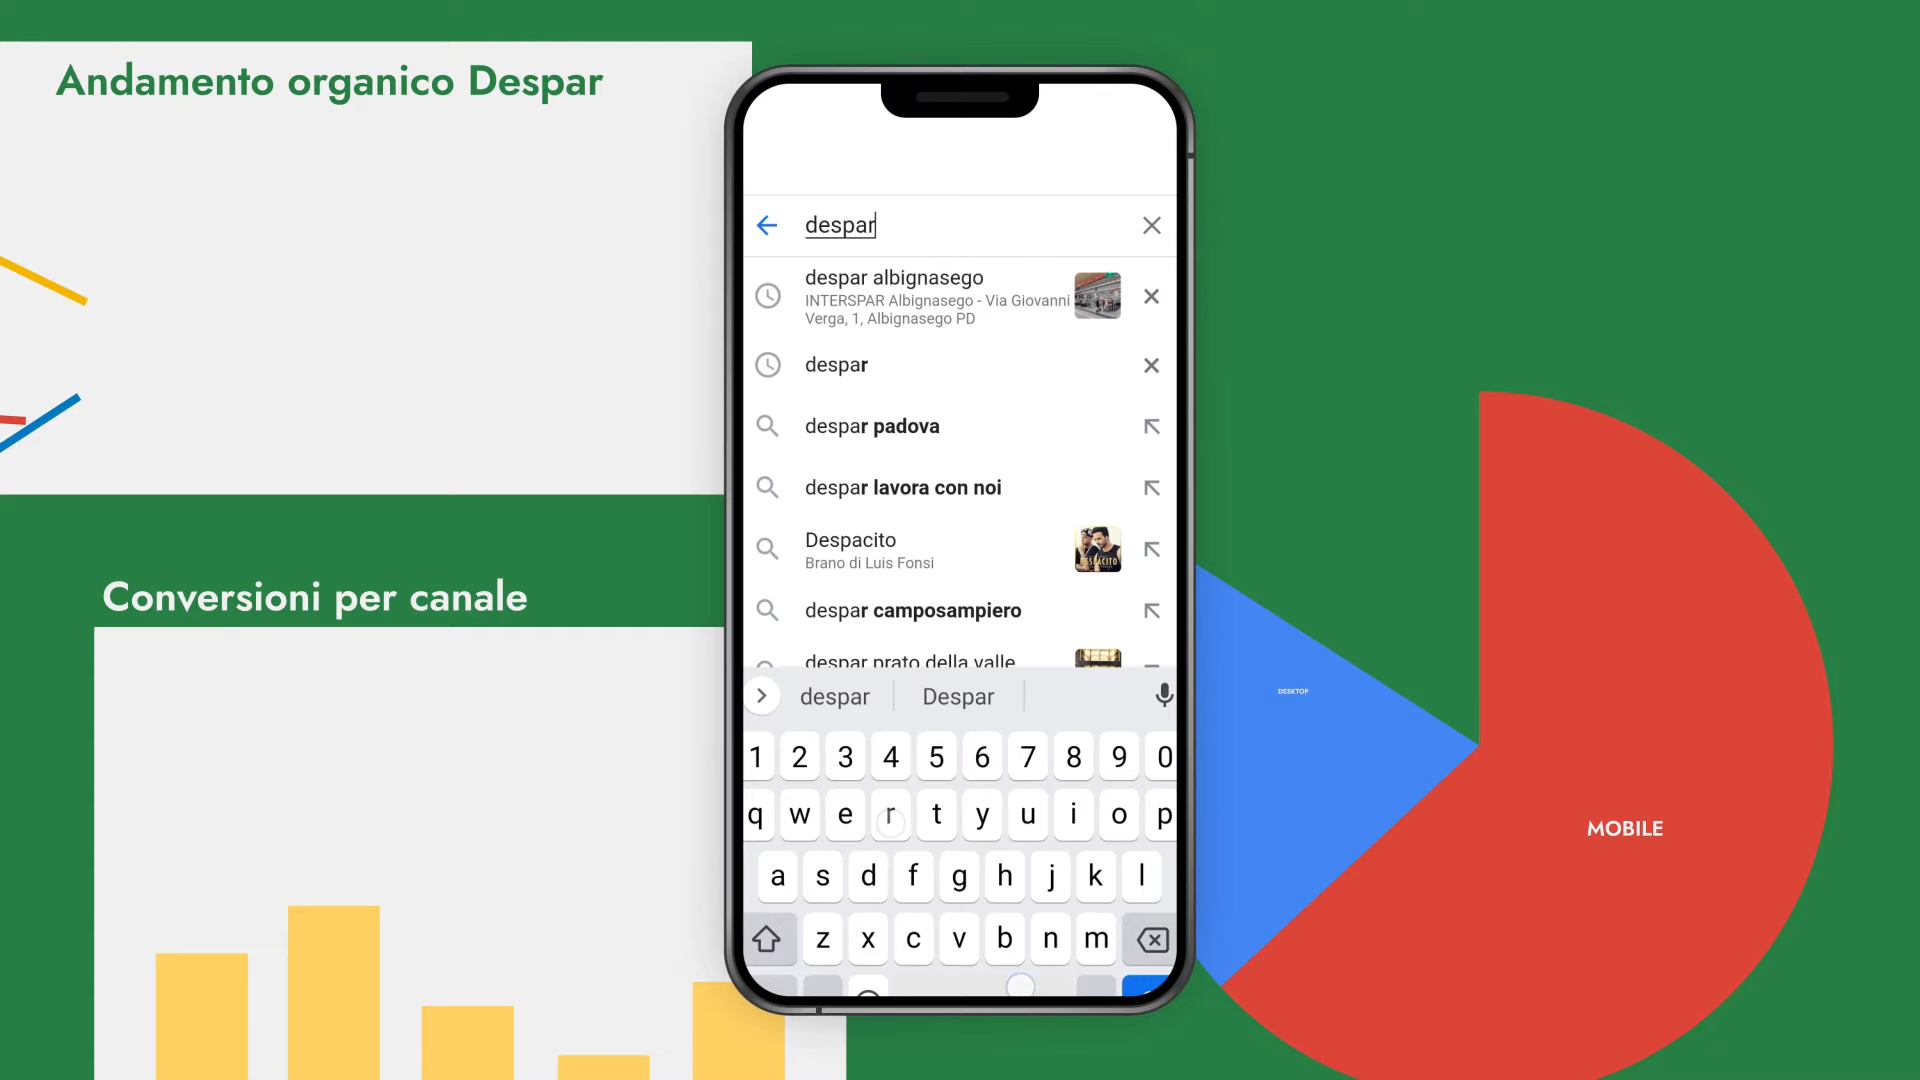 Andamento organico Despar
Conversioni per canale
despar
despar albignasego
INTERSPAR Albignasego - Via Giovanni
Verga, 1, Albignasego PD
despar
despar padova
despar lavora con noi
Despacito
Brano di Luis Fonsi
despar camposampiero
despar prato della valle
despar Despar
1 2 3 4 5 6 7 8 9 0
q w e r t y u i o p
a s d f g h j k l
z x c v b n m
DESKTOP
MOBILE